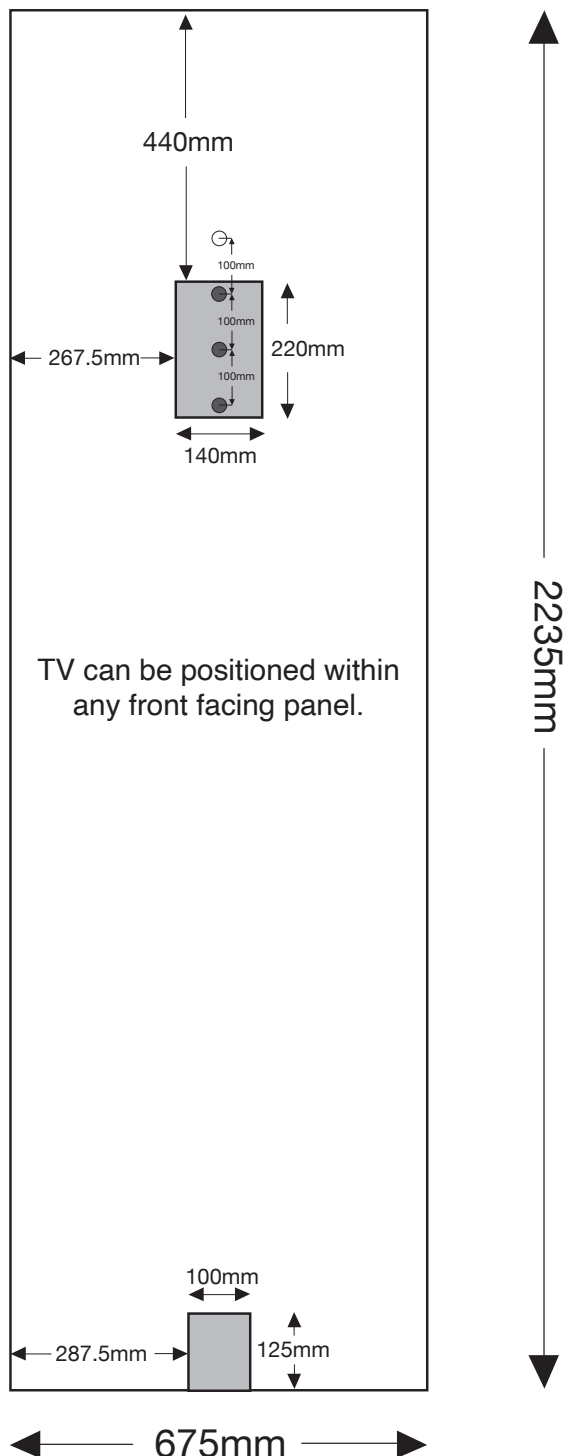 440mm
100mm
100mm
267.5mm
220mm
100mm
140mm
2235mm
TV can be positioned within
any front facing panel.
100mm
287.5mm
125mm
675mm